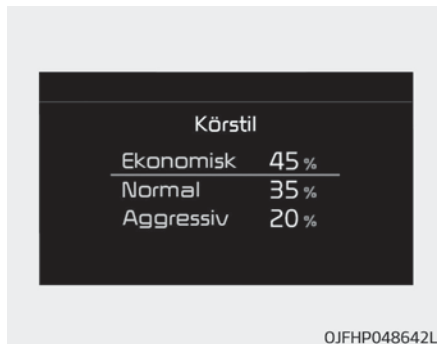 Körstil
Ekonomisk 45 %
Normal 35 %
Aggressiv 20 %
OJFHP048642L